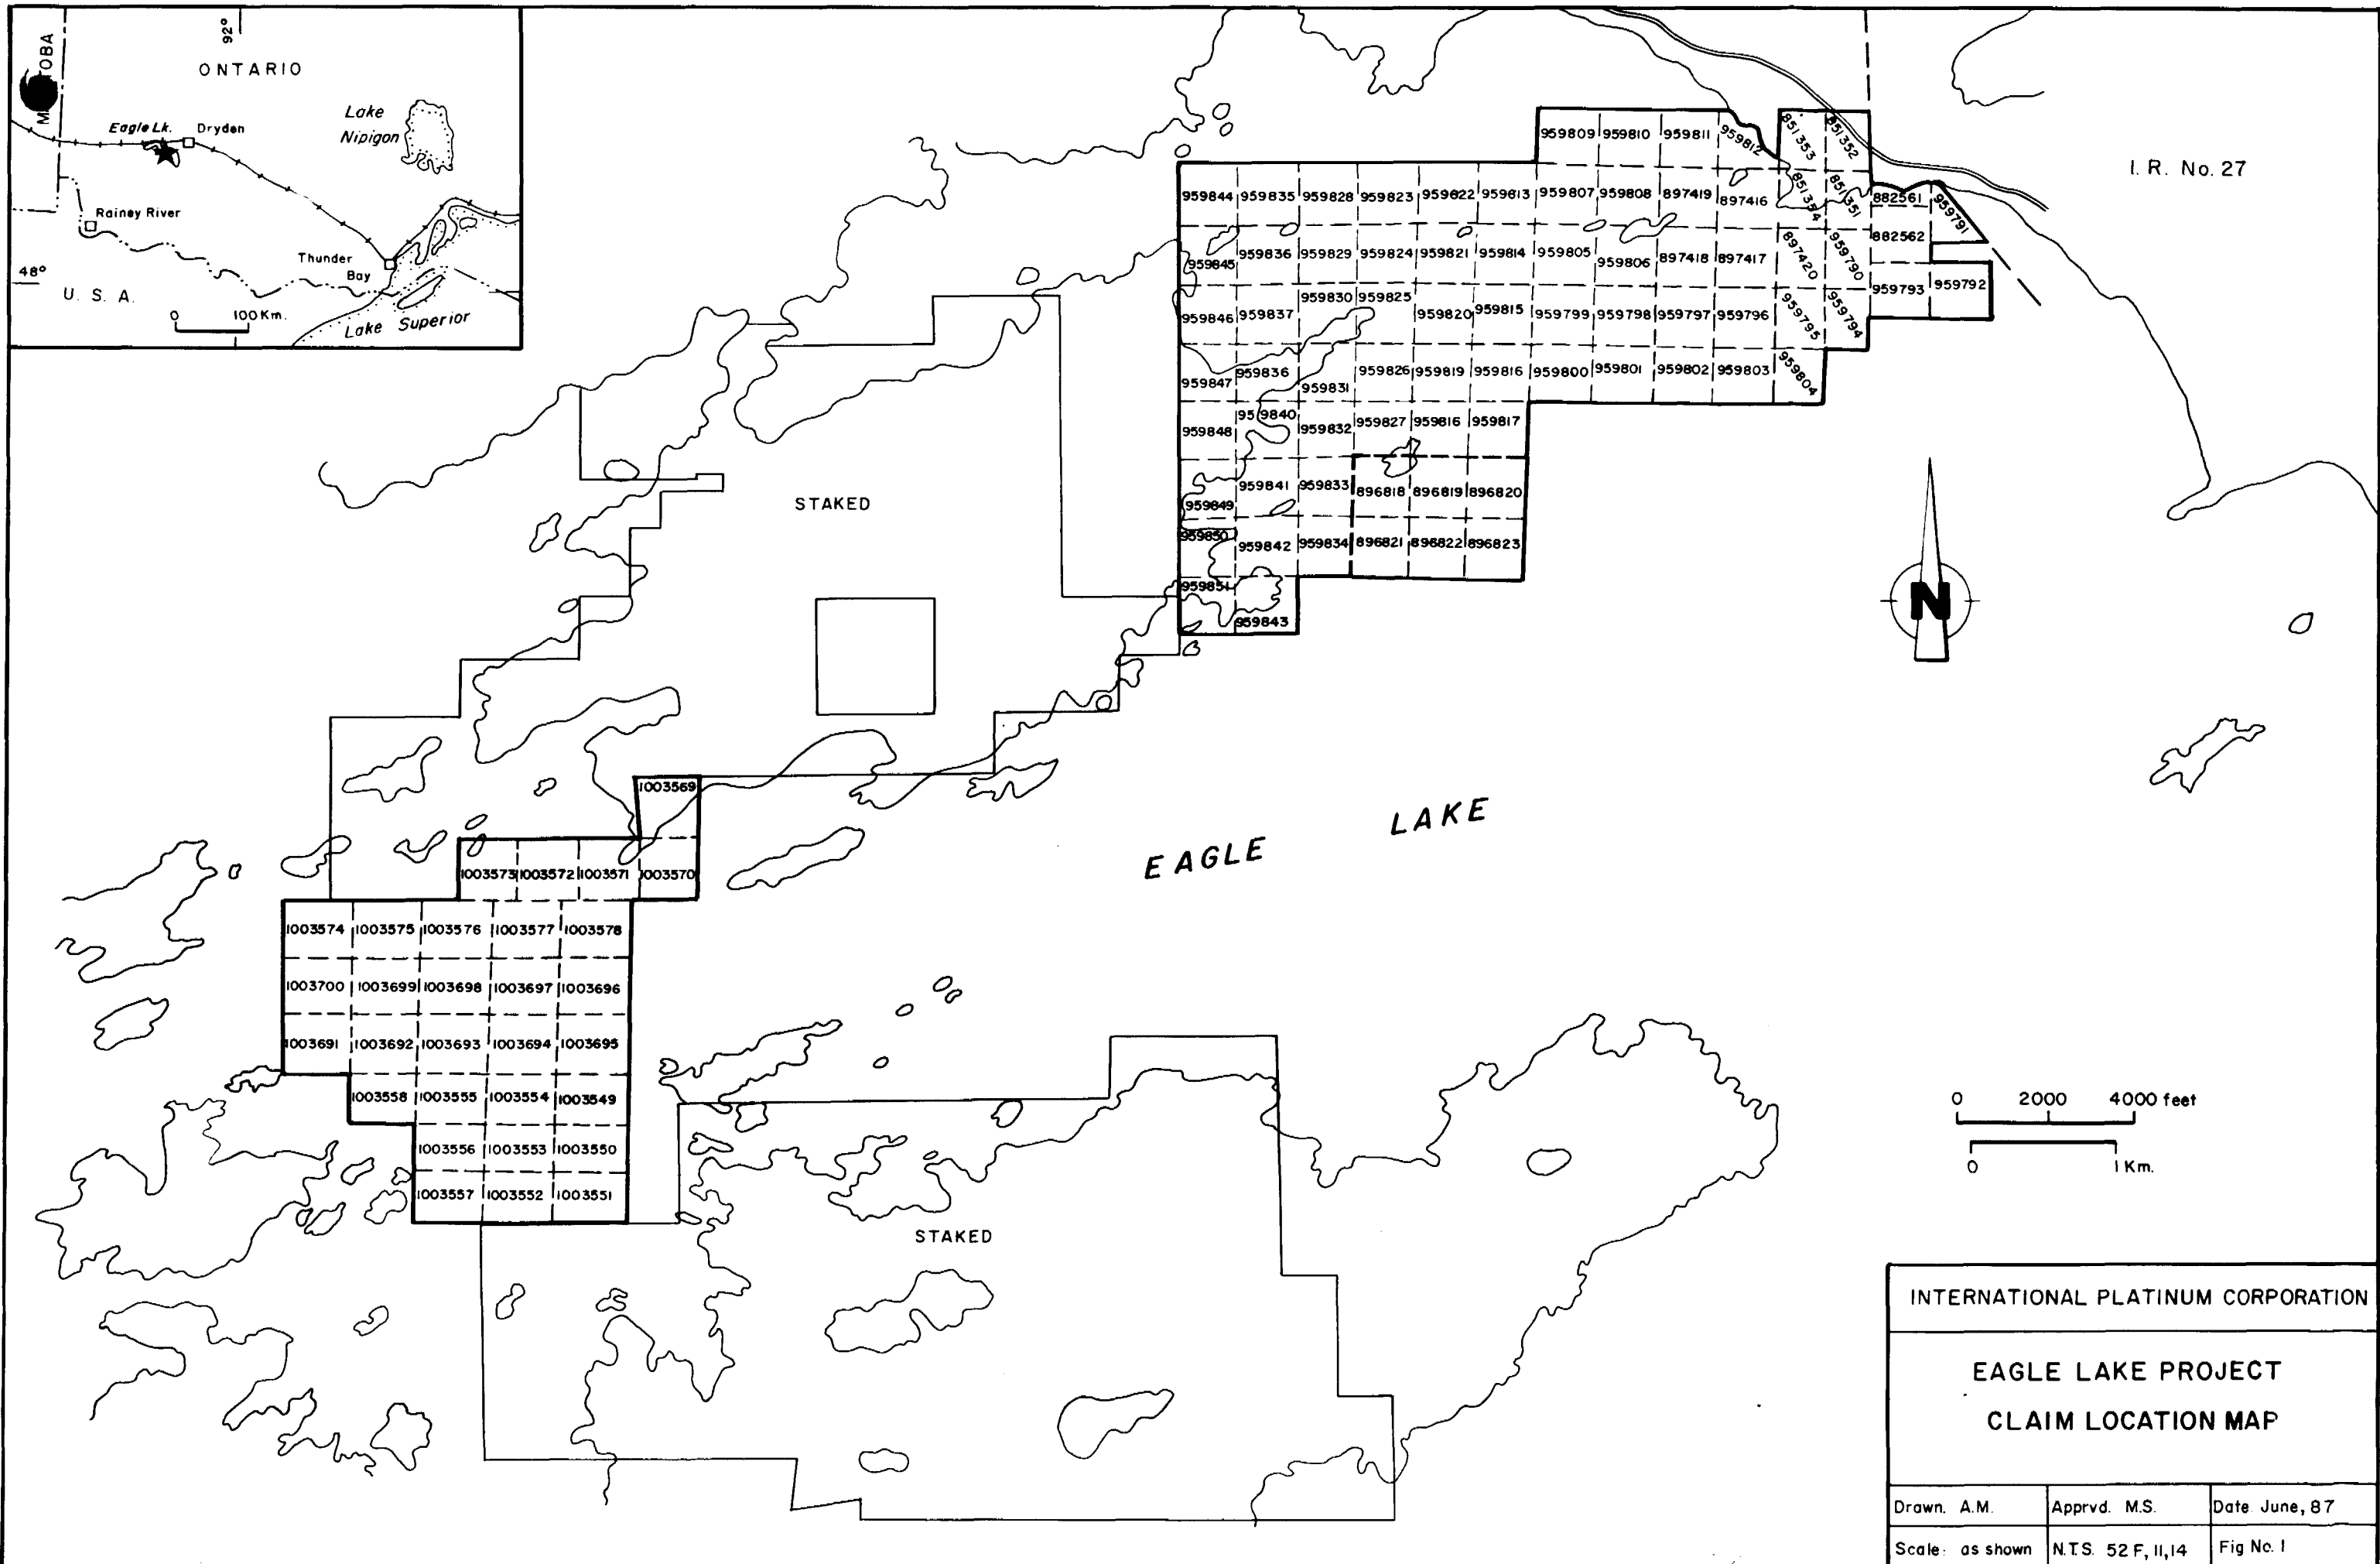 92°
MANITOBA
ONTARIO
Lake
Nipigon
Eagle Lk.
Dryden
Rainey River
Thunder
Bay
48°
U. S. A.
0 100 Km.
Lake Superior
I. R. No. 27
959809 959810 959811 959812 851353 851352
959844 959835 959828 959823 959622 959613 959807 959808 897419 897416 851354 851351 882561 959791
959845 959836 959829 959824 959821 959814 959805 959806 897418 897417 897420 959790 882562
959846 959837 959830 959825 959820 959815 959799 959798 959797 959796 959795 959794 959793 959792
959847 959836 959831 959826 959819 959816 959800 959801 959802 959803 959804
959848 959840 959832 959827 959816 959817
959849 959841 959833 896818 896819 896820
959850 959842 959834 896821 896822 896823
959851 959843
STAKED
N
EAGLE LAKE
1003569
1003573 1003572 1003571 1003570
1003574 1003575 1003576 1003577 1003578
1003700 1003699 1003698 1003697 1003696
1003691 1003692 1003693 1003694 1003695
1003558 1003555 1003554 1003549
1003556 1003553 1003550
1003557 1003552 1003551
STAKED
0 2000 4000 feet
0 1 Km.
INTERNATIONAL PLATINUM CORPORATION
EAGLE LAKE PROJECT
CLAIM LOCATION MAP
Drawn. A.M. Apprvd. M.S. Date June, 87
Scale: as shown N.T.S. 52 F, 11,14 Fig No. 1